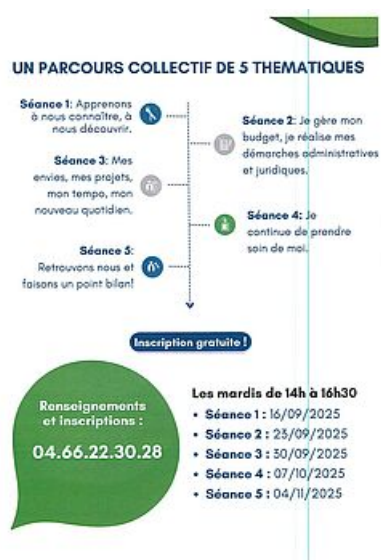 UN PARCOURS COLLECTIF DE 5 THEMATIQUES
Séance 1: Apprenons
à nous connaître, à
nous découvrir.
Séance 2: Je gère mon
budget, je réalise mes
démarches administratives
et juridiques.
Séance 3: Mes
envies, mes projets,
mon tempo, mon
nouveau quotidien.
Séance 4: Je
continue de prendre
soin de moi.
Séance 5:
Retrouvons nous et
faisons un point bilan!
Inscription gratuite !
Renseignements
et inscriptions :
04.66.22.30.28
Les mardis de 14h à 16h30
• Séance 1 : 16/09/2025
• Séance 2 : 23/09/2025
• Séance 3 : 30/09/2025
• Séance 4 : 07/10/2025
• Séance 5 : 04/11/2025